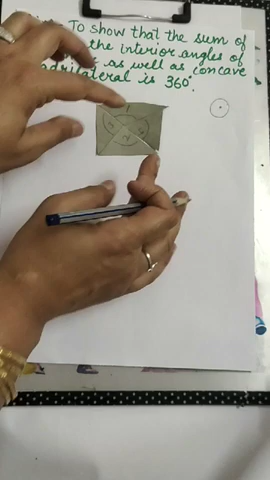 To show that the sum of
the interior angles of
as well as concave
quadrilateral is 360°.